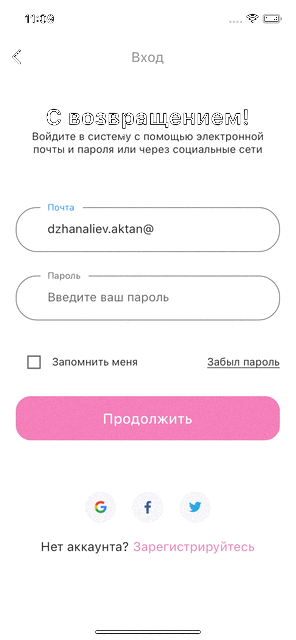 11:09
Вход
С возвращением!
Войдите в систему с помощью электронной
почты и пароля или через социальные сети
Почта
dzhanaliev.aktan@
Пароль
Введите ваш пароль
Запомнить меня Забыл пароль
Продолжить
Нет аккаунта? Зарегистрируйтесь